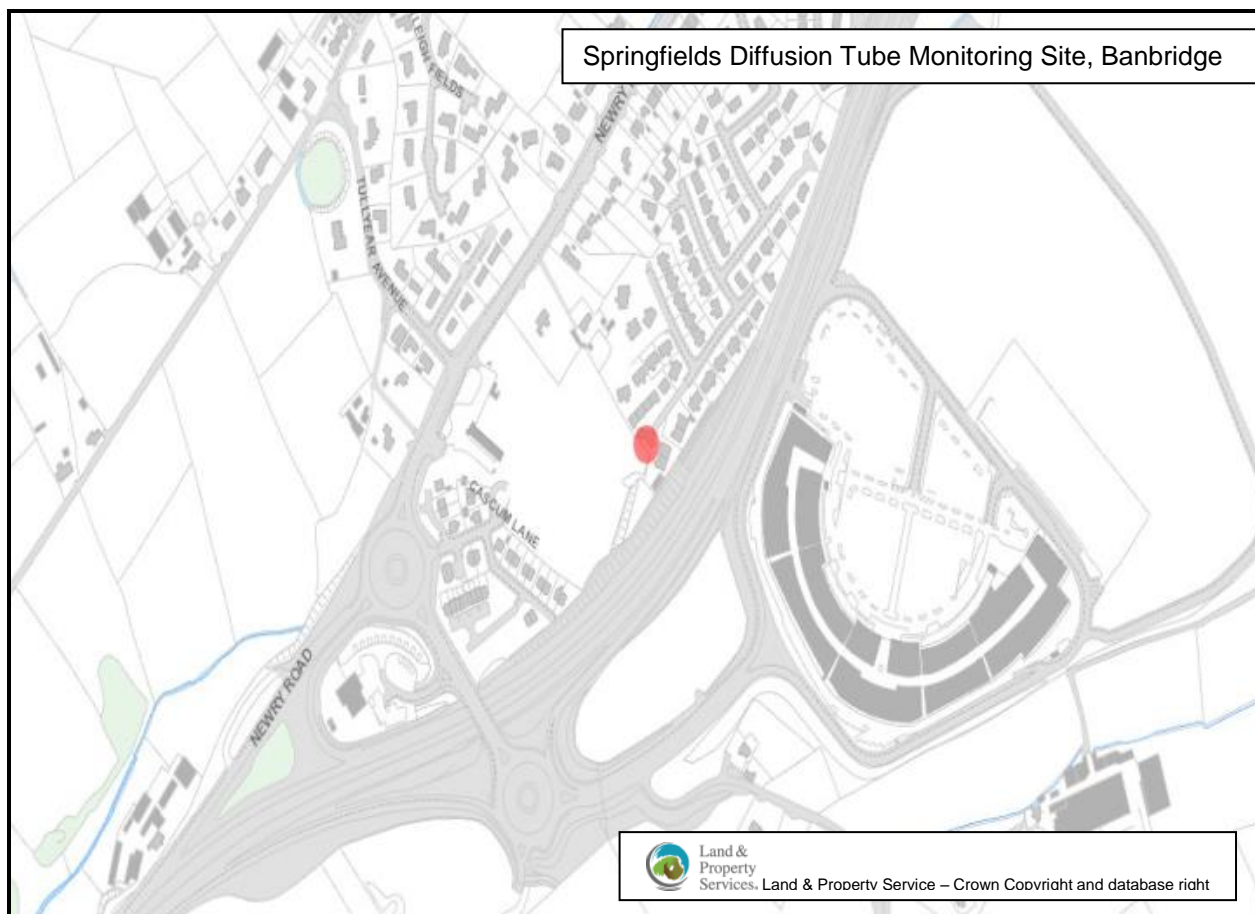 Springfields Diffusion Tube Monitoring Site, Banbridge
LEIGH FIELDS
NEWRY
TULLYEAR AVENUE
CASCUM LANE
NEWRY ROAD
Land &
Property
Services.
Land & Property Service – Crown Copyright and database right